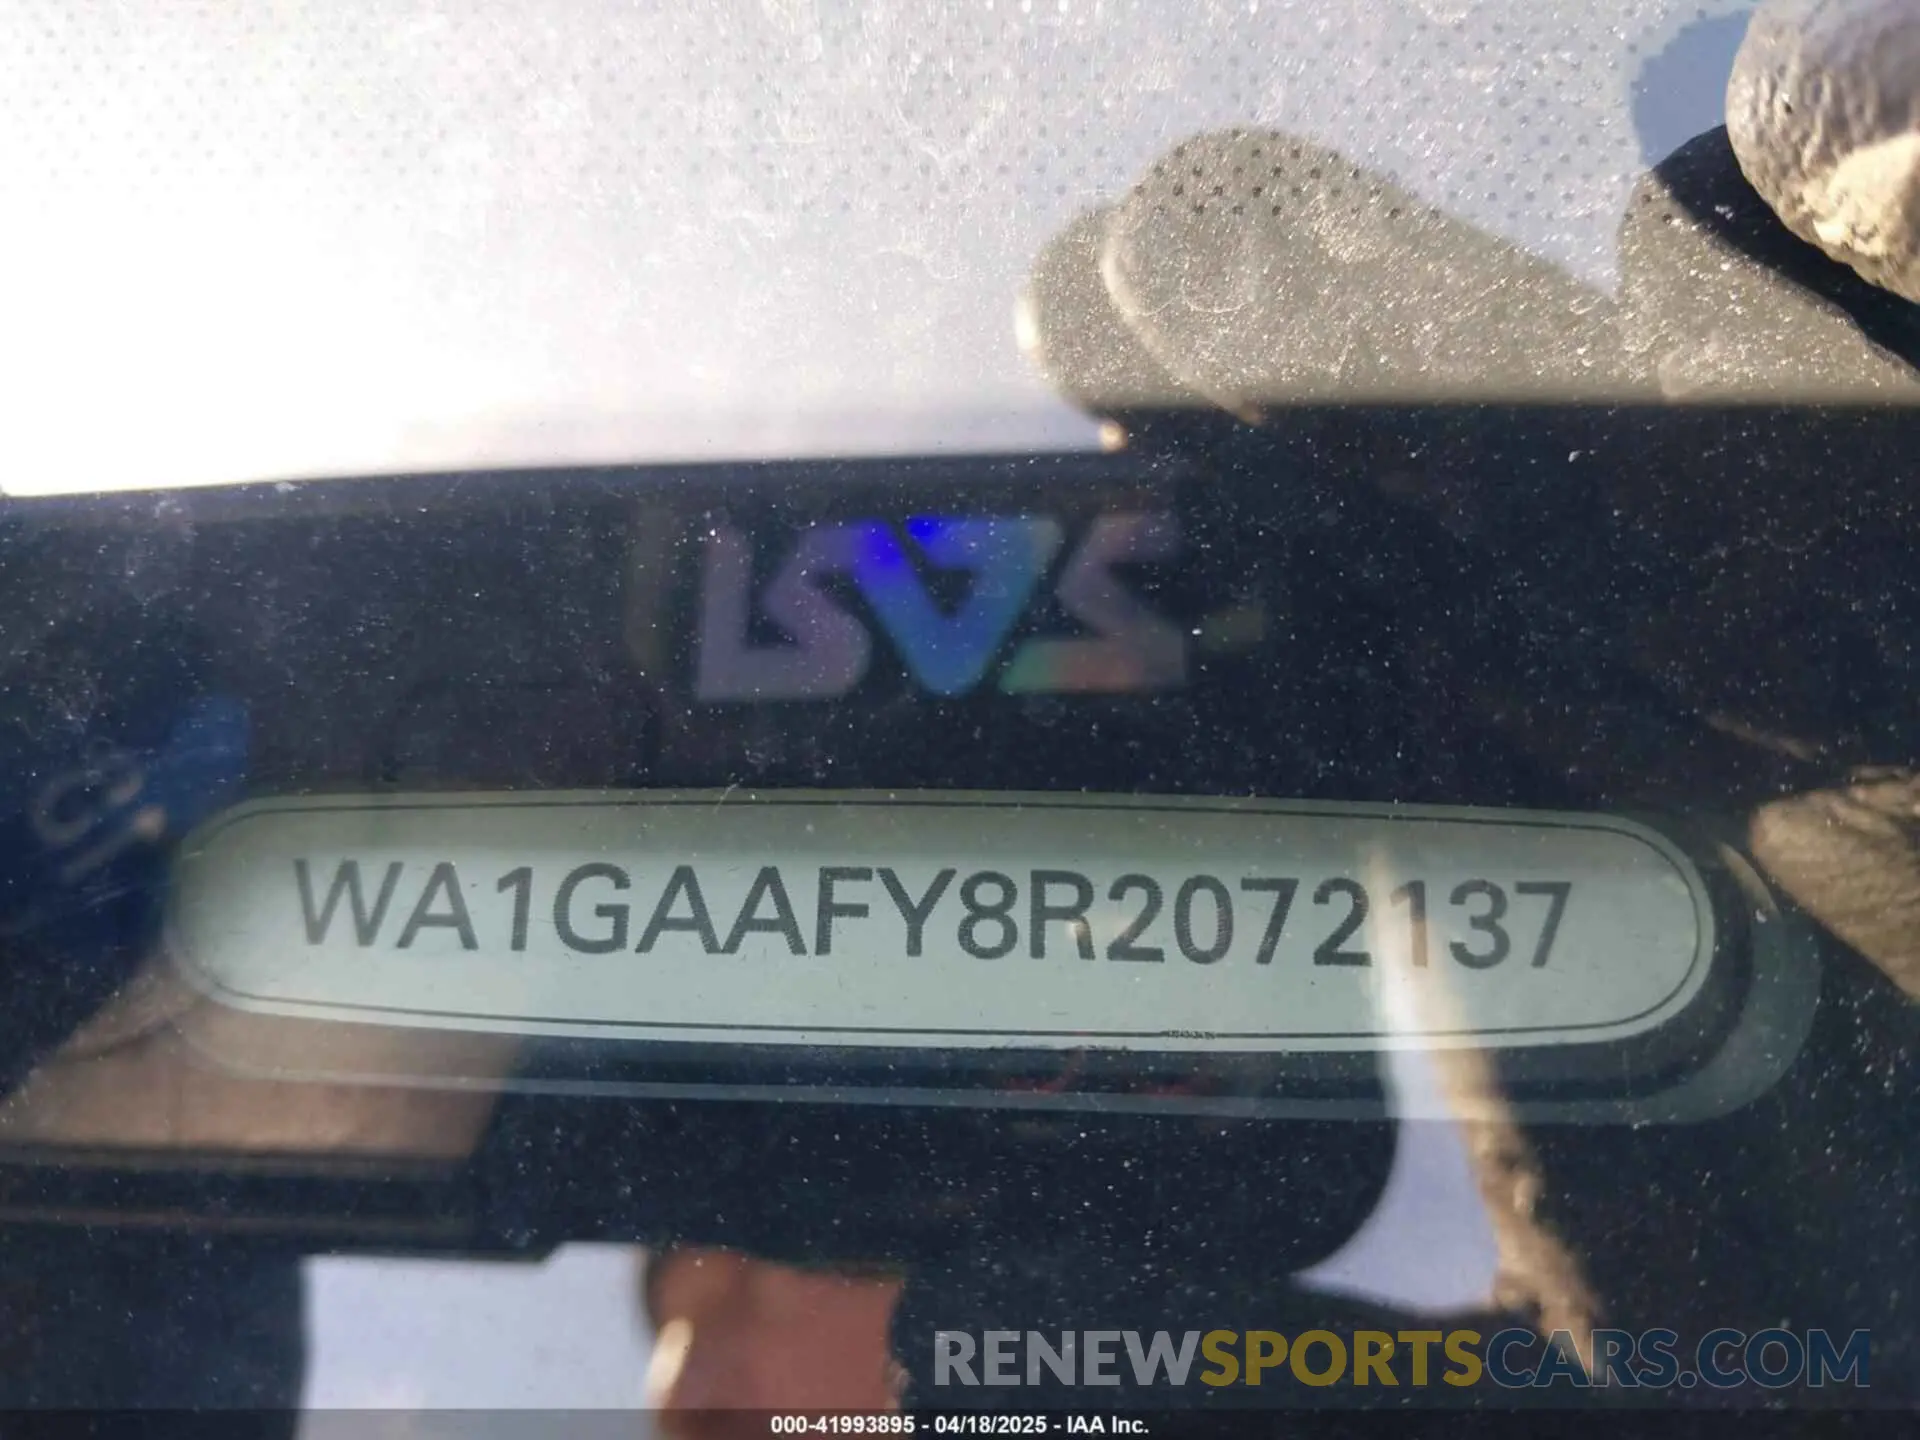 WA1GAAFY8R2072137
RENEWSPORTSCARS.COM
000-41993895 - 04/18/2025 - IAA Inc.